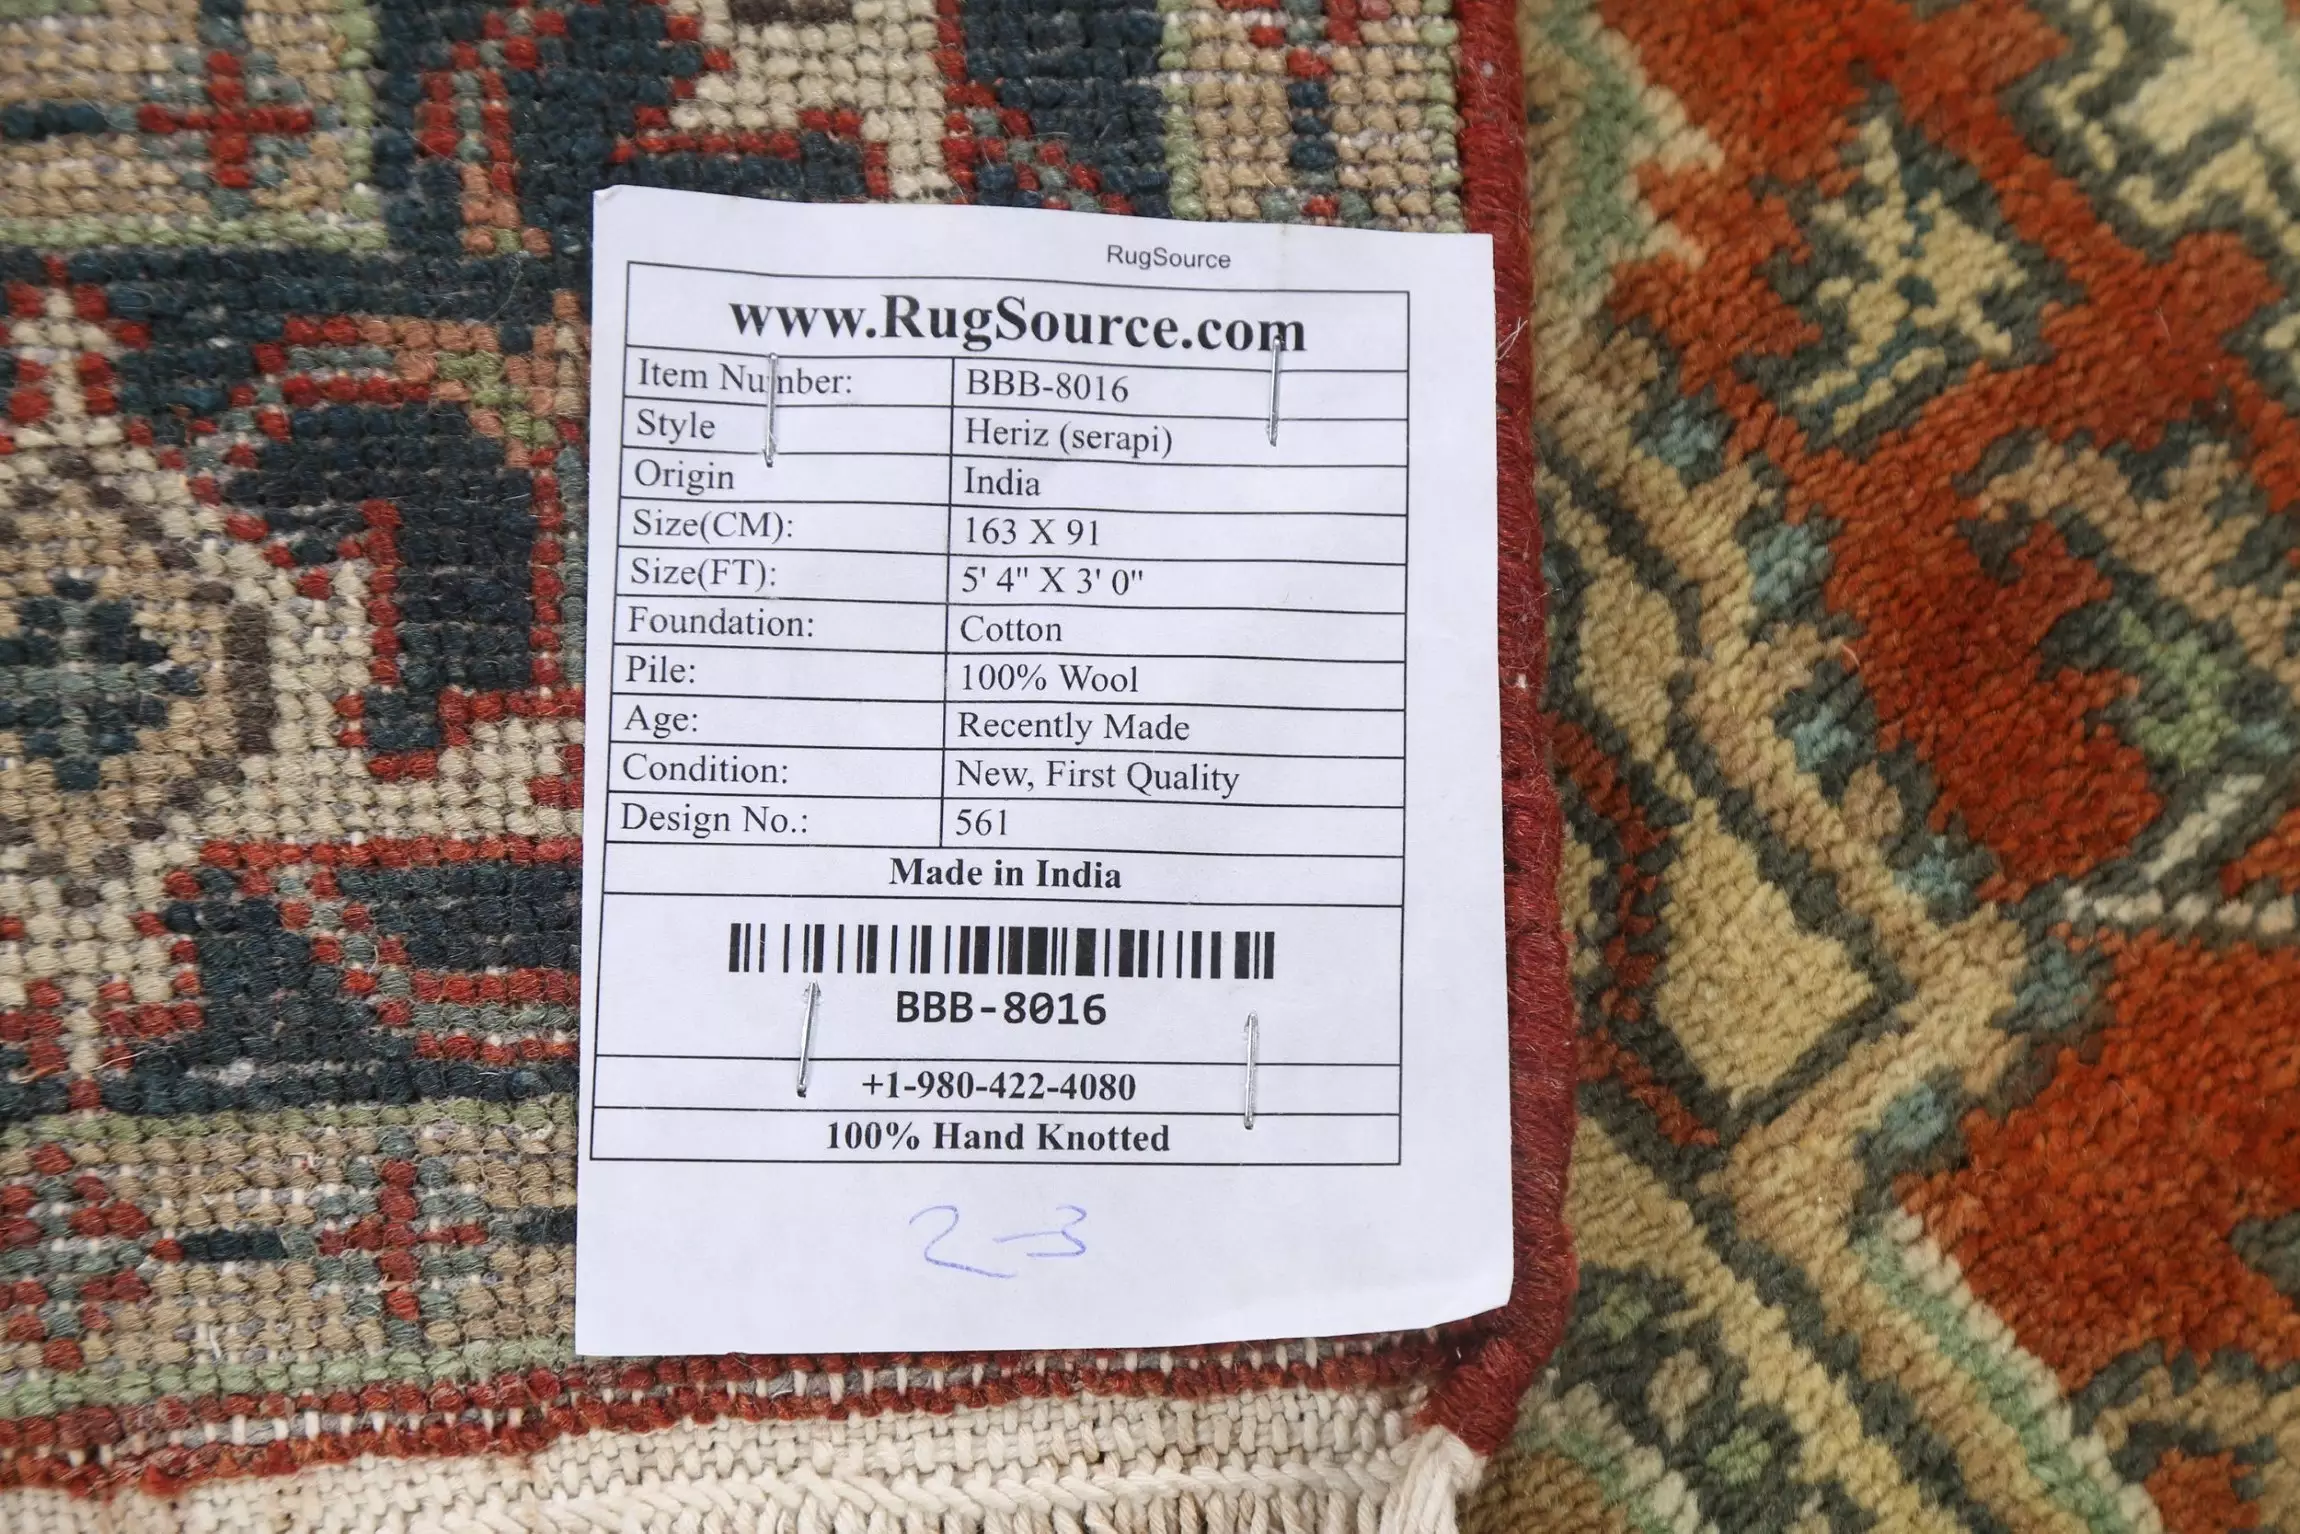 RugSource
www.RugSource.com
Item Number: BBB-8016
Style Heriz (serapi)
Origin India
Size(CM): 163 X 91
Size(FT): 5' 4" X 3' 0"
Foundation: Cotton
Pile: 100% Wool
Age: Recently Made
Condition: New, First Quality
Design No.: 561
Made in India
BBB-8016
+1-980-422-4080
100% Hand Knotted
2-3